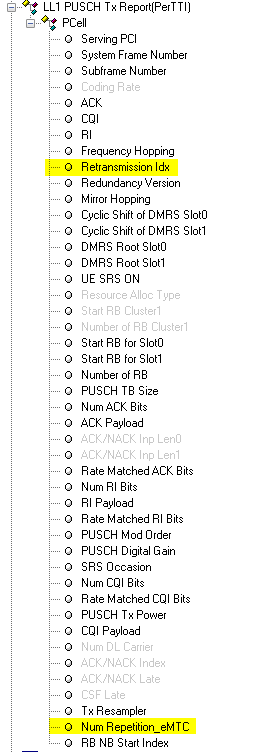 LL1 PUSCH Tx Report(PerTTI)
PCell
Serving PCI
System Frame Number
Subframe Number
Coding Rate
ACK
CQI
RI
Frequency Hopping
Retransmission Idx
Redundancy Version
Mirror Hopping
Cyclic Shift of DMRS Slot0
Cyclic Shift of DMRS Slot1
DMRS Root Slot0
DMRS Root Slot1
UE SRS ON
Resource Alloc Type
Start RB Cluster1
Number of RB Cluster1
Start RB for Slot0
Start RB for Slot1
Number of RB
PUSCH TB Size
Num ACK Bits
ACK Payload
ACK/NACK Inp Len0
ACK/NACK Inp Len1
Rate Matched ACK Bits
Num RI Bits
RI Payload
Rate Matched RI Bits
PUSCH Mod Order
PUSCH Digital Gain
SRS Occasion
Num CQI Bits
Rate Matched CQI Bits
PUSCH Tx Power
CQI Payload
Num DL Carrier
ACK/NACK Index
ACK/NACK Late
CSF Late
Tx Resampler
Num Repetition_eMTC
RB NB Start Index